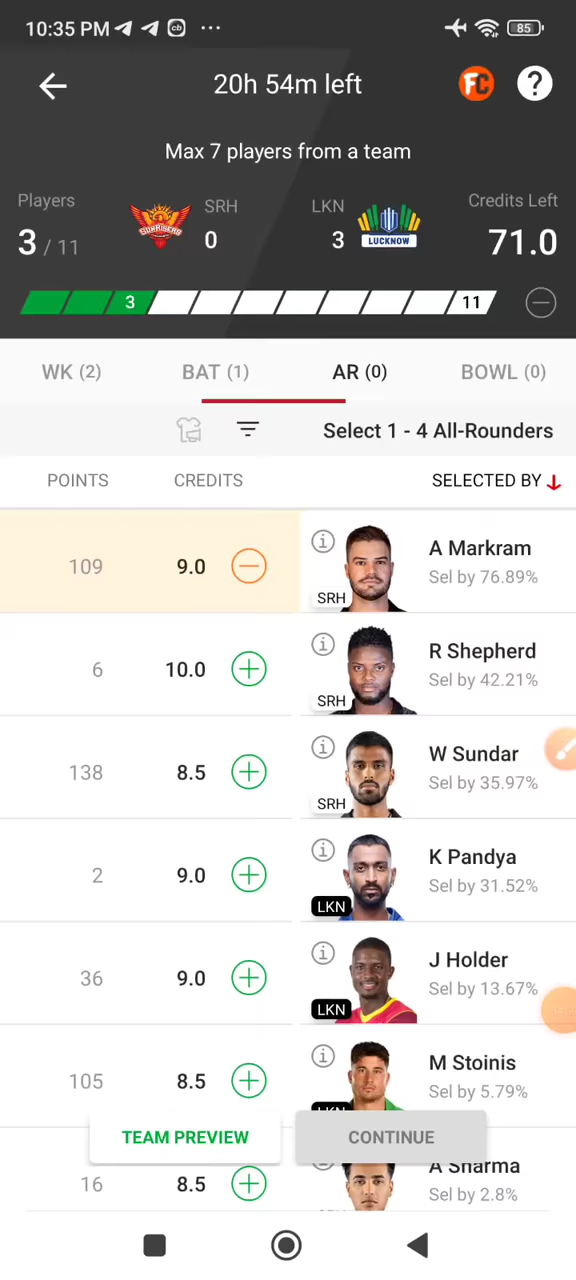 10:35 PM
85
20h 54m left
FC
?
Max 7 players from a team
Players
SRH
LKN
Credits Left
3 / 11
SUNRISERS
0
3
LUCKNOW
71.0
3
11
WK (2)
BAT (1)
AR (0)
BOWL (0)
Select 1 - 4 All-Rounders
POINTS
CREDITS
SELECTED BY
109
9.0
SRH
A Markram
Sel by 76.89%
6
10.0
SRH
R Shepherd
Sel by 42.21%
138
8.5
SRH
W Sundar
Sel by 35.97%
2
9.0
LKN
K Pandya
Sel by 31.52%
36
9.0
LKN
J Holder
Sel by 13.67%
105
8.5
LKN
M Stoinis
Sel by 5.79%
TEAM PREVIEW
CONTINUE
16
8.5
A Sharma
Sel by 2.8%